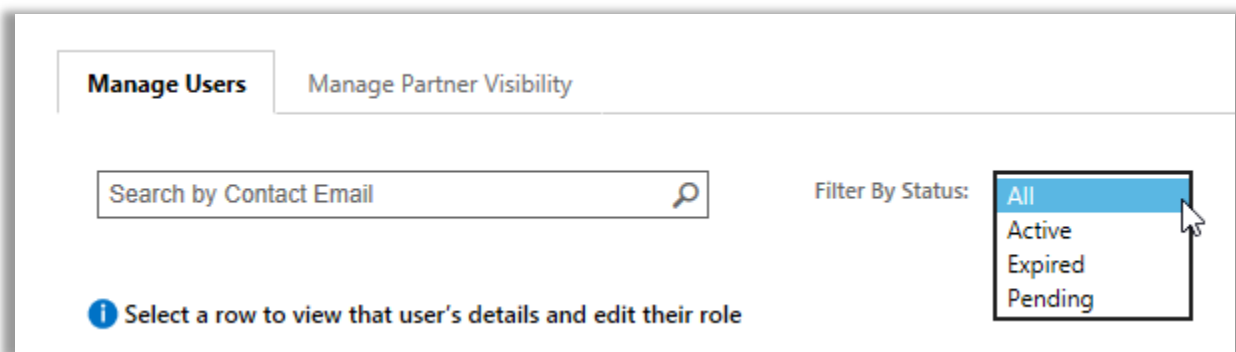 Manage Users
Manage Partner Visibility
Search by Contact Email
Filter By Status:
All
Active
Expired
Pending
Select a row to view that user's details and edit their role